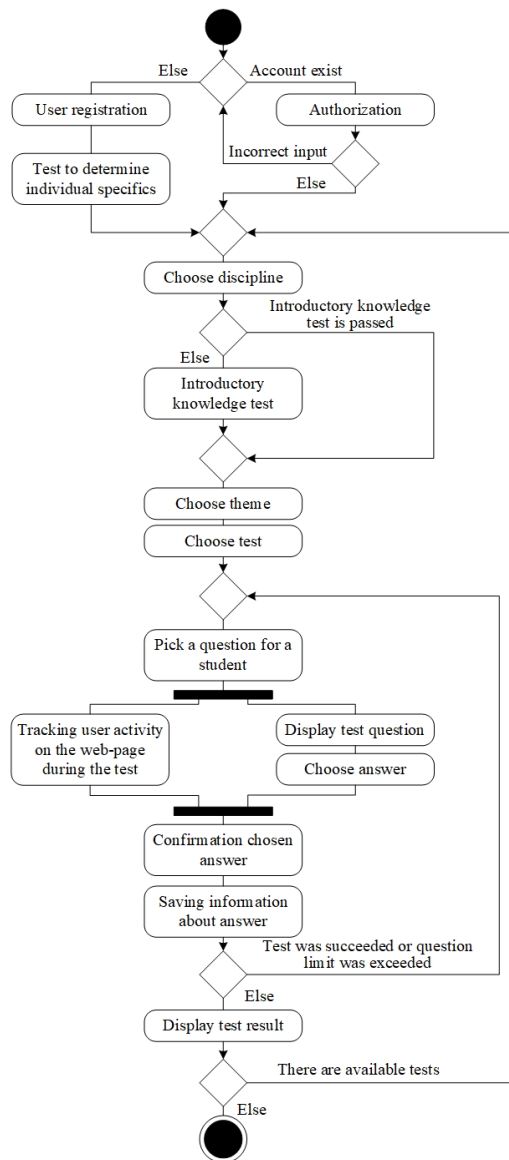 Else
Account exist
User registration
Authorization
Incorrect input
Test to determine
individual specifics
Else
Choose discipline
Introductory knowledge
test is passed
Else
Introductory
knowledge test
Choose theme
Choose test
Pick a question for a
student
Tracking user activity
on the web-page
during the test
Display test question
Choose answer
Confirmation chosen
answer
Saving information
about answer
Test was succeeded or question
limit was exceeded
Else
Display test result
There are available tests
Else